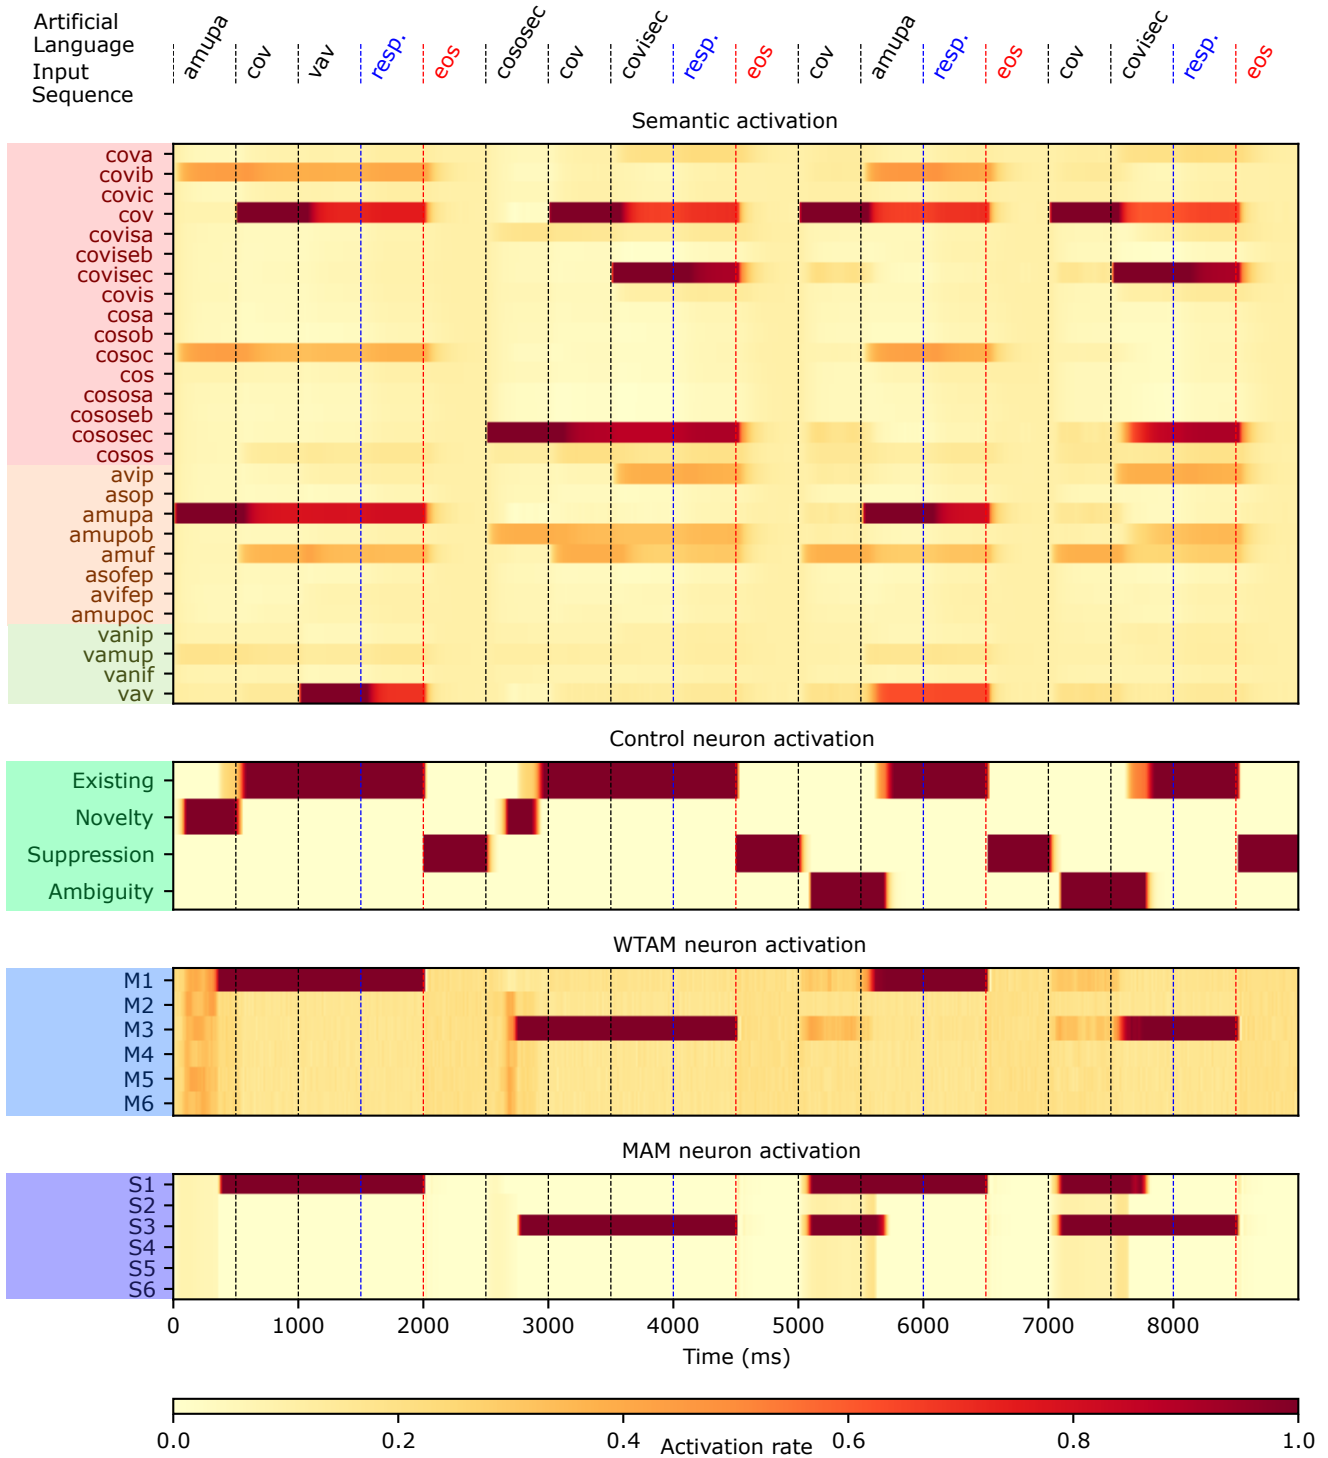 Artificial
Language
Input
Sequence
amupa
cov
vav
resp.
eos
cososec
cov
covisec
resp.
eos
cov
amupa
resp.
eos
cov
covisec
resp.
eos
Semantic activation
cova
covib
covic
cov
covisa
coviseb
covisec
covis
cosa
cosob
cosoc
cos
cososa
cososeb
cososec
cosos
avip
asop
amupa
amupob
amuf
asofep
avifep
amupoc
vanip
vamup
vanif
vav
Control neuron activation
Existing
Novelty
Suppression
Ambiguity
WTAM neuron activation
M1
M2
M3
M4
M5
M6
MAM neuron activation
S1
S2
S3
S4
S5
S6
0 1000 2000 3000 4000 5000 6000 7000 8000
Time (ms)
0.0 0.2 0.4 0.6 0.8 1.0
Activation rate